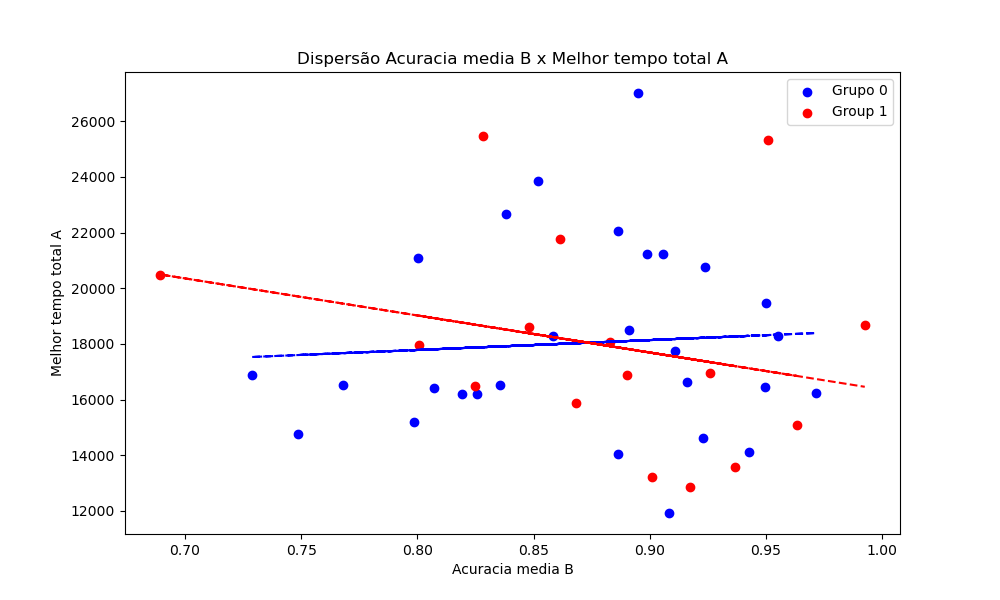 Dispersão Acuracia media B x Melhor tempo total A
Grupo 0
Group 1
Melhor tempo total A
26000
24000
22000
20000
18000
16000
14000
12000
0.70 0.75 0.80 0.85 0.90 0.95 1.00
Acuracia media B